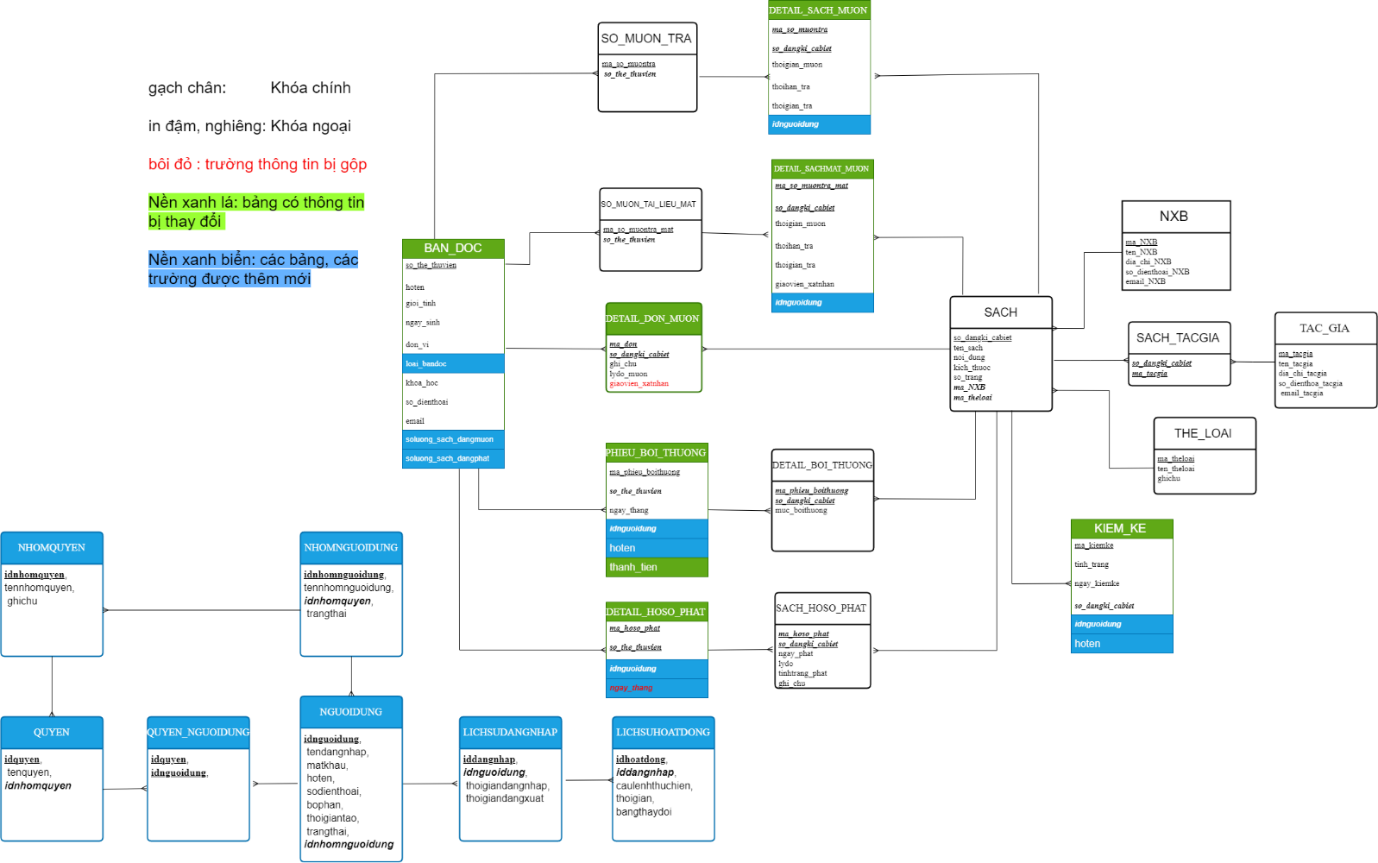 gạch chân: Khóa chính
in đậm, nghiêng: Khóa ngoại
bôi đỏ : trường thông tin bị gộp
Nền xanh lá: bảng có thông tin
bị thay đổi
Nền xanh biển: các bảng, các
trường được thêm mới
SO_MUON_TRA
ma_so_muontra
so_the_thuvien
DETAIL_SACH_MUON
ma_so_muontra
so_dangki_cabiet
thoigian_muon
thoihan_tra
thoigian_tra
idnguoidung
SO_MUON_TAI_LIEU_MAT
ma_so_muontra_mat
so_the_thuvien
DETAIL_SACHMAT_MUON
ma_so_muontra_mat
so_dangki_cabiet
thoigian_muon
thoihan_tra
thoigian_tra
giaovien_xatnhan
idnguoidung
BAN_DOC
so_the_thuvien
hoten
gioi_tinh
ngay_sinh
don_vi
loai_bandoc
khoa_hoc
so_dienthoai
email
soluong_sach_dangmuon
soluong_sach_dangphat
DETAIL_DON_MUON
ma_don
so_dangki_cabiet
ghi_chu
lydo_muon
giaovien_xatnhan
SACH
so_dangki_cabiet
ten_sach
noi_dung
kich_thuoc
so_trang
ma_NXB
ma_theloai
NXB
ma_NXB
ten_NXB
dia_chi_NXB
so_dienthoai_NXB
email_NXB
SACH_TACGIA
so_dangki_cabiet
ma_tacgia
TAC_GIA
ma_tacgia
ten_tacgia
dia_chi_tacgia
so_dienthoa_tacgia
email_tacgia
THE_LOAI
ma_theloai
ten_theloai
ghichu
PHIEU_BOI_THUONG
ma_phieu_boithuong
so_the_thuvien
ngay_thang
idnguoidung
hoten
thanh_tien
DETAIL_BOI_THUONG
ma_phieu_boithuong
so_dangki_cabiet
muc_boithuong
KIEM_KE
ma_kiemke
tinh_trang
ngay_kiemke
so_dangki_cabiet
idnguoidung
hoten
DETAIL_HOSO_PHAT
ma_hoso_phat
so_the_thuvien
idnguoidung
ngay_thang
SACH_HOSO_PHAT
ma_hoso_phat
so_dangki_cabiet
ngay_phat
lydo
tinhtrang_phat
ghi_chu
NHOMQUYEN
idnhomquyen,
tennhomquyen,
ghichu
NHOMNGUOIDUNG
idnhomnguoidung,
tennhomnguoidung,
idnhomquyen,
trangthai
QUYEN
idquyen,
tenquyen,
idnhomquyen
QUYEN_NGUOIDUNG
idquyen,
idnguoidung,
NGUOIDUNG
idnguoidung,
tendangnhap,
matkhau,
hoten,
sodienthoai,
bophan,
thoigiantao,
trangthai,
idnhomnguoidung
LICHSUDANGNHAP
iddangnhap,
idnguoidung,
thoigiandangnhap,
thoigiandangxuat
LICHSUHOATDONG
idhoatdong,
iddangnhap,
caulenhthuchien,
thoigian,
bangthaydoi